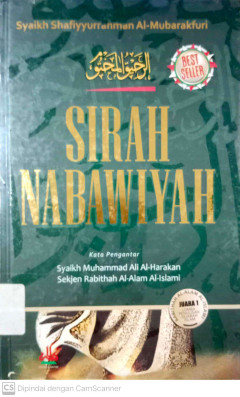 Syaikh Shafiyyurrahman Al-Mubarakfuri
الرحيق المختوم
BEST
SELLER
SIRAH
NABAWIYAH
Kata Pengantar
Syaikh Muhammad Ali Al-Harakan
Sekjen Rabithah Al-Alam Al-Islami
JUARA 1
CS Dipindai dengan CamScanner